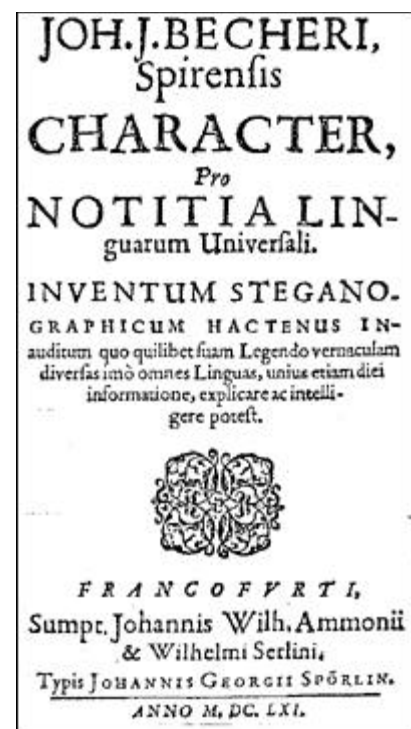 JOH.J.BECHERI,
Spirenſis
CHARACTER,
Pro
NOTITIA LIN-
guarum Univerſali.
INVENTUM STEGANO-
GRAPHICUM HACTENUS IN-
auditum quo quilibet ſuam Legendo vernaculam
diverſas imò omnes Linguas, unius etiam diei
informatione, explicare ac intelli-
gere poteſt.
FRANCOFVRTI,
Sumpt. Johannis Wilh. Ammonii
& Wilhelmi Serlini,
Typis JOHANNIS GEORGII SPÖRLIN.
ANNO M. DC. LXI.